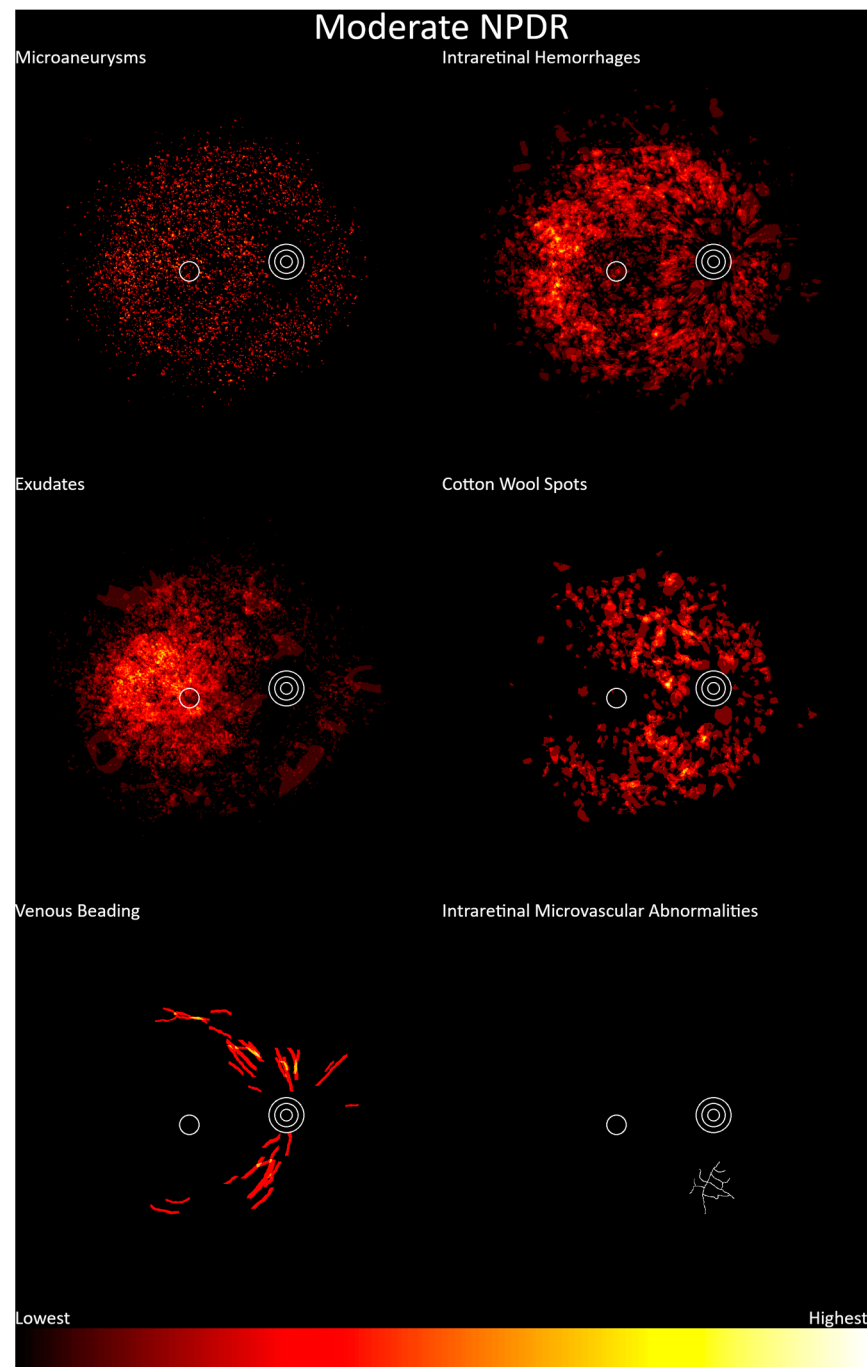 Moderate NPDR
Microaneurysms
Intraretinal Hemorrhages
Exudates
Cotton Wool Spots
Venous Beading
Intraretinal Microvascular Abnormalities
Lowest
Highest